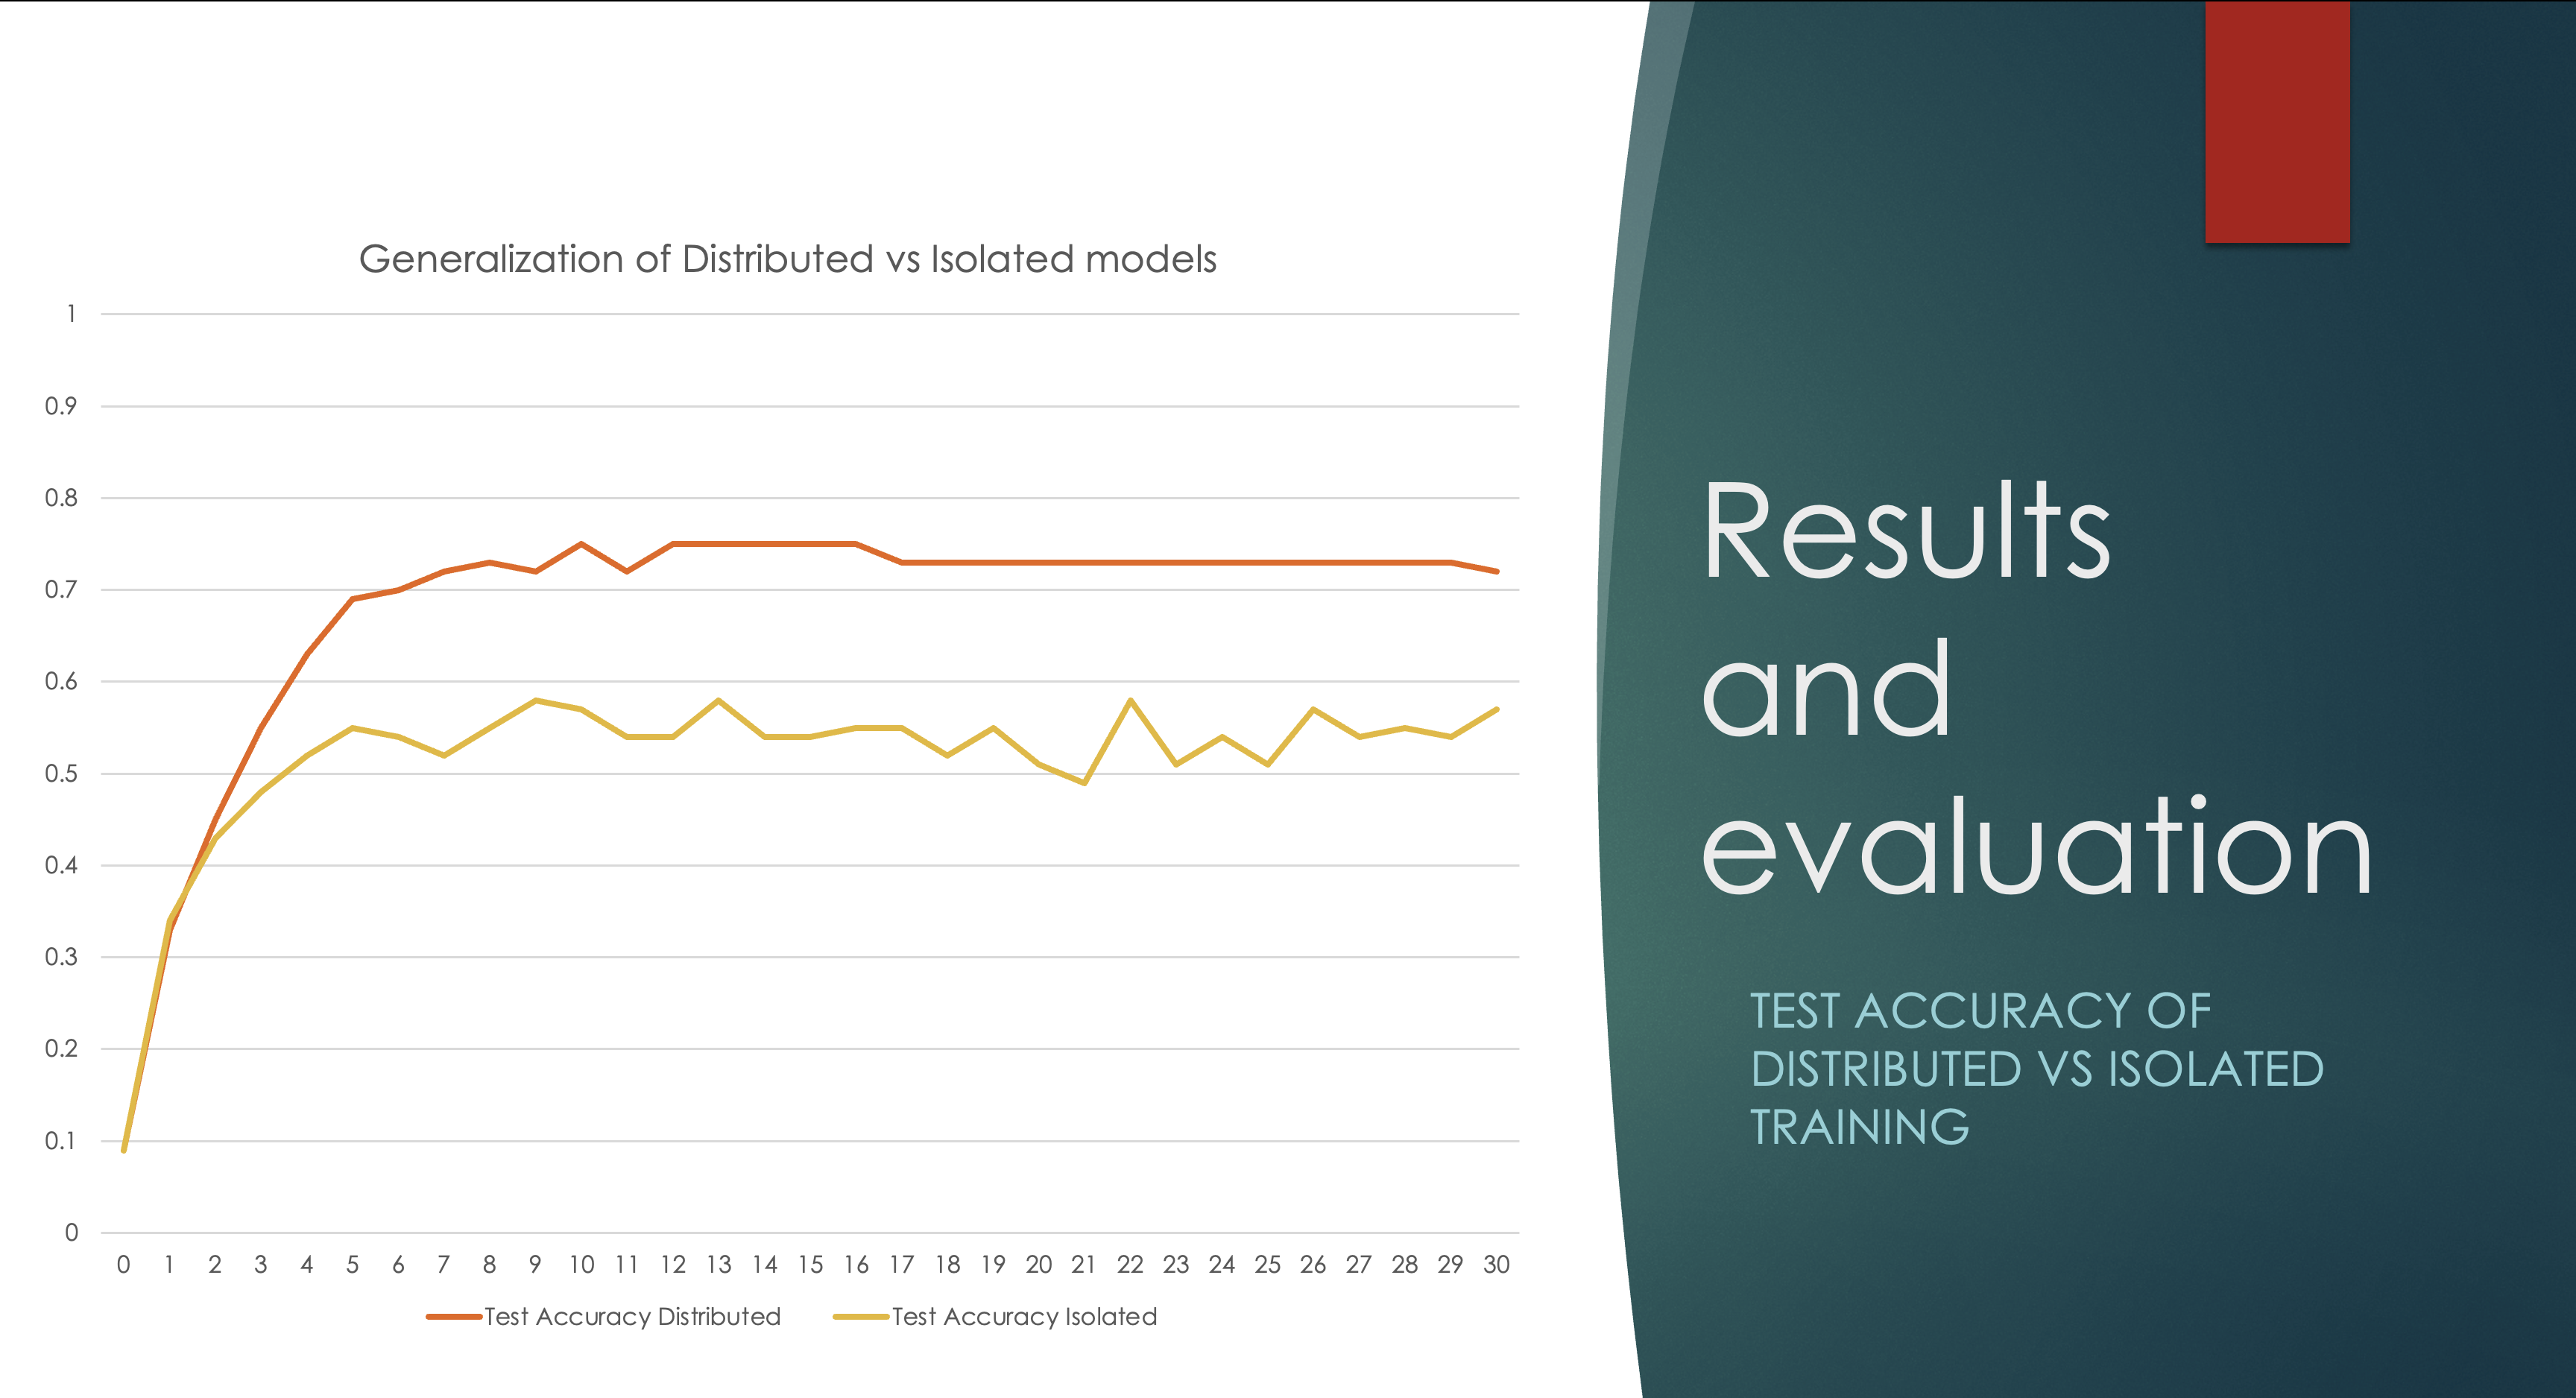 Generalization of Distributed vs Isolated models
1
0.9
0.8
0.7
0.6
0.5
0.4
0.3
0.2
0.1
0
0 1 2 3 4 5 6 7 8 9 10 11 12 13 14 15 16 17 18 19 20 21 22 23 24 25 26 27 28 29 30
Test Accuracy Distributed Test Accuracy Isolated
Results
and
evaluation
TEST ACCURACY OF
DISTRIBUTED VS ISOLATED
TRAINING